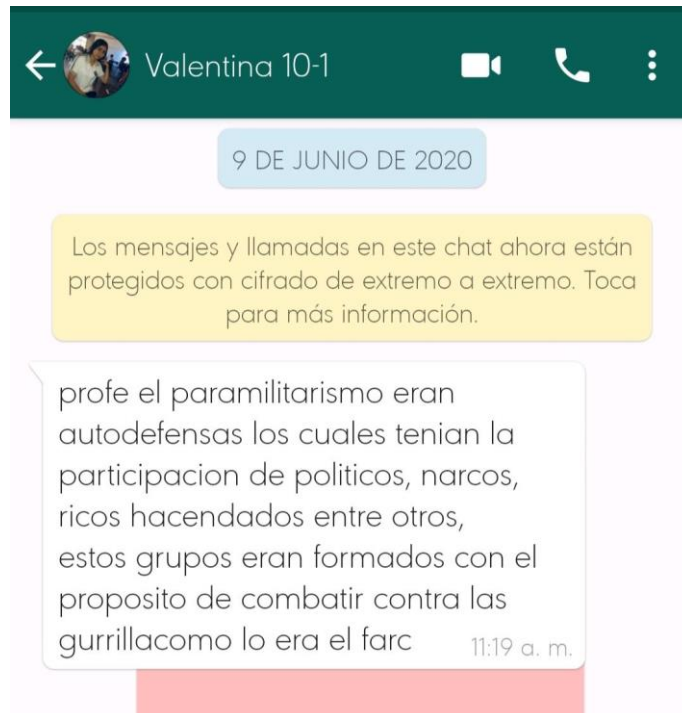 Valentina 10-1
9 DE JUNIO DE 2020
Los mensajes y llamadas en este chat ahora están
protegidos con cifrado de extremo a extremo. Toca
para más información.
profe el paramilitarismo eran
autodefensas los cuales tenian la
participacion de politicos, narcos,
ricos hacendados entre otros,
estos grupos eran formados con el
proposito de combatir contra las
gurrillacomo lo era el farc
11:19 a. m.